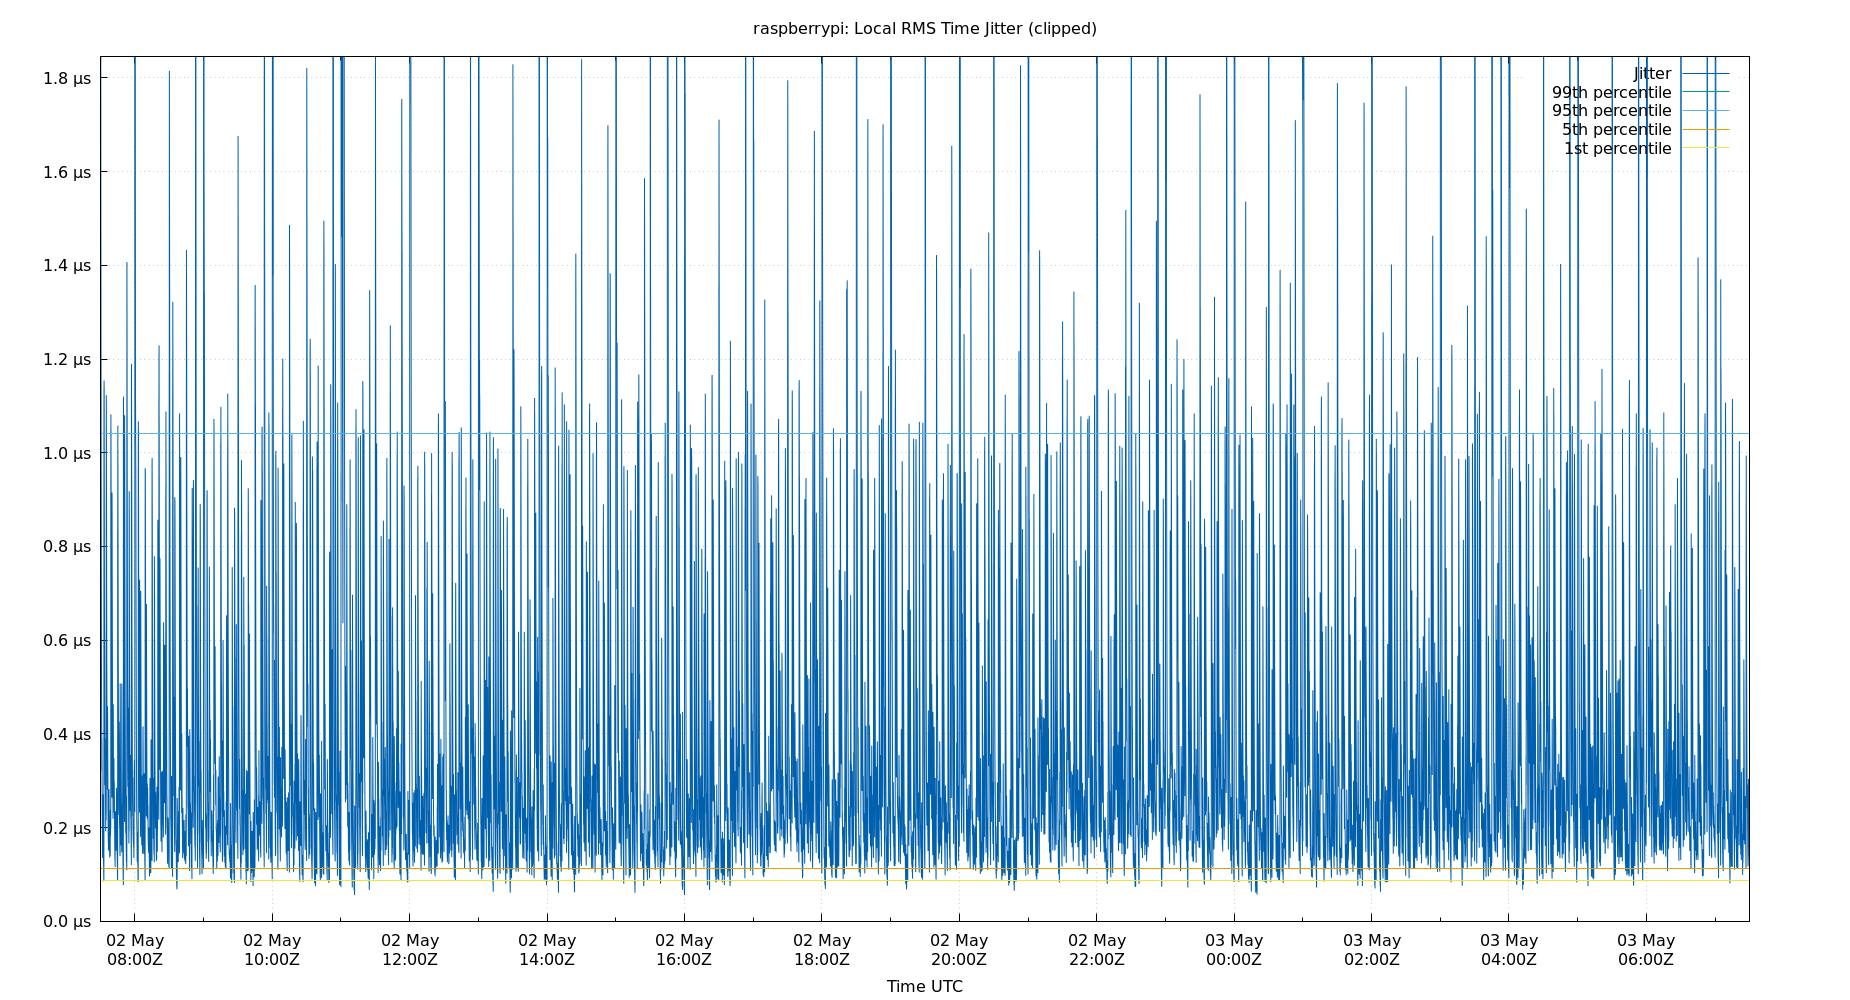 raspberrypi: Local RMS Time Jitter (clipped)
1.8 µs
1.6 µs
1.4 µs
1.2 µs
1.0 µs
0.8 µs
0.6 µs
0.4 µs
0.2 µs
0.0 µs
Jitter
99th percentile
95th percentile
5th percentile
1st percentile
02 May 02 May 02 May 02 May 02 May 02 May 02 May 02 May 03 May 03 May 03 May 03 May
08:00Z 10:00Z 12:00Z 14:00Z 16:00Z 18:00Z 20:00Z 22:00Z 00:00Z 02:00Z 04:00Z 06:00Z
Time UTC